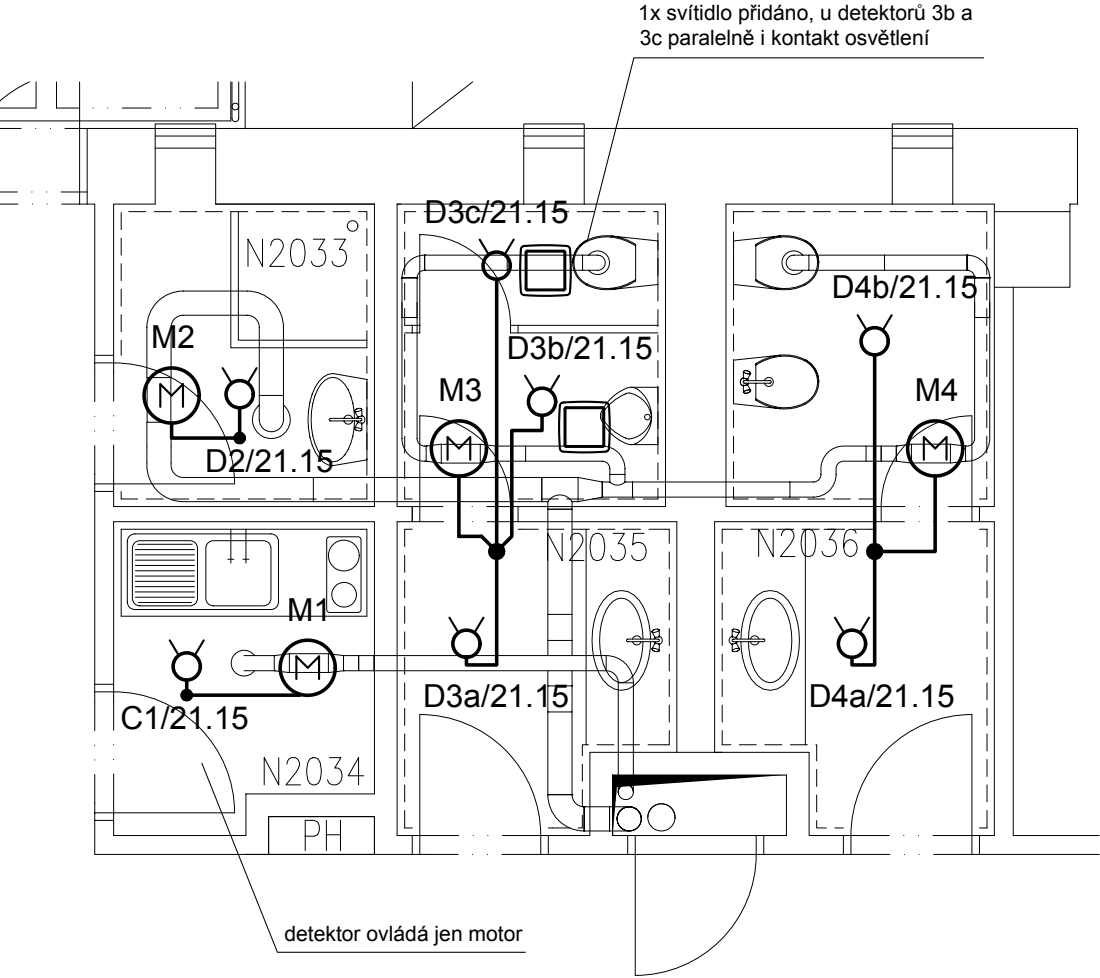 1x svítidlo přidáno, u detektorů 3b a
3c paralelně i kontakt osvětlení
D3c/21.15
N2033
D4b/21.15
M2
D3b/21.15
M3
M4
M
M
M
D2/21.15
N2035
N2036
M1
M
D3a/21.15
D4a/21.15
C1/21.15
N2034
PH
detektor ovládá jen motor